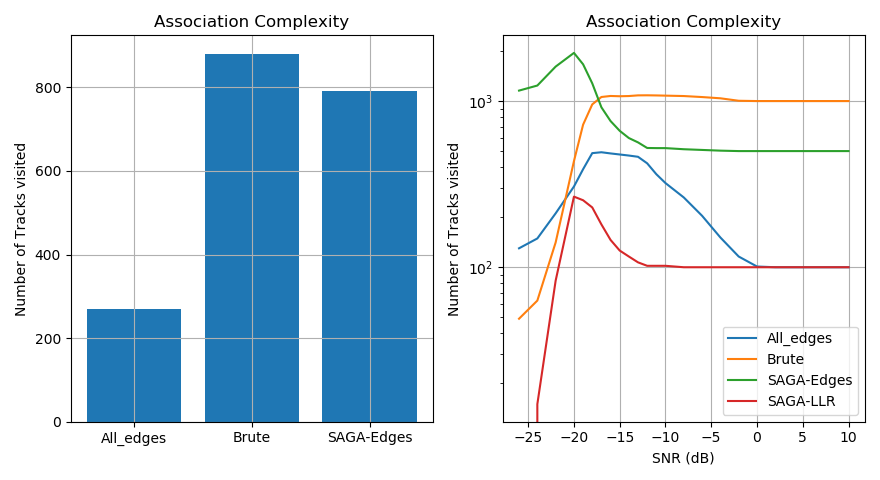 Association Complexity
Number of Tracks visited
800
600
400
200
0
All_edges Brute SAGA-Edges
Association Complexity
Number of Tracks visited
10³
10²
−25 −20 −15 −10 −5 0 5 10
SNR (dB)
All_edges
Brute
SAGA-Edges
SAGA-LLR